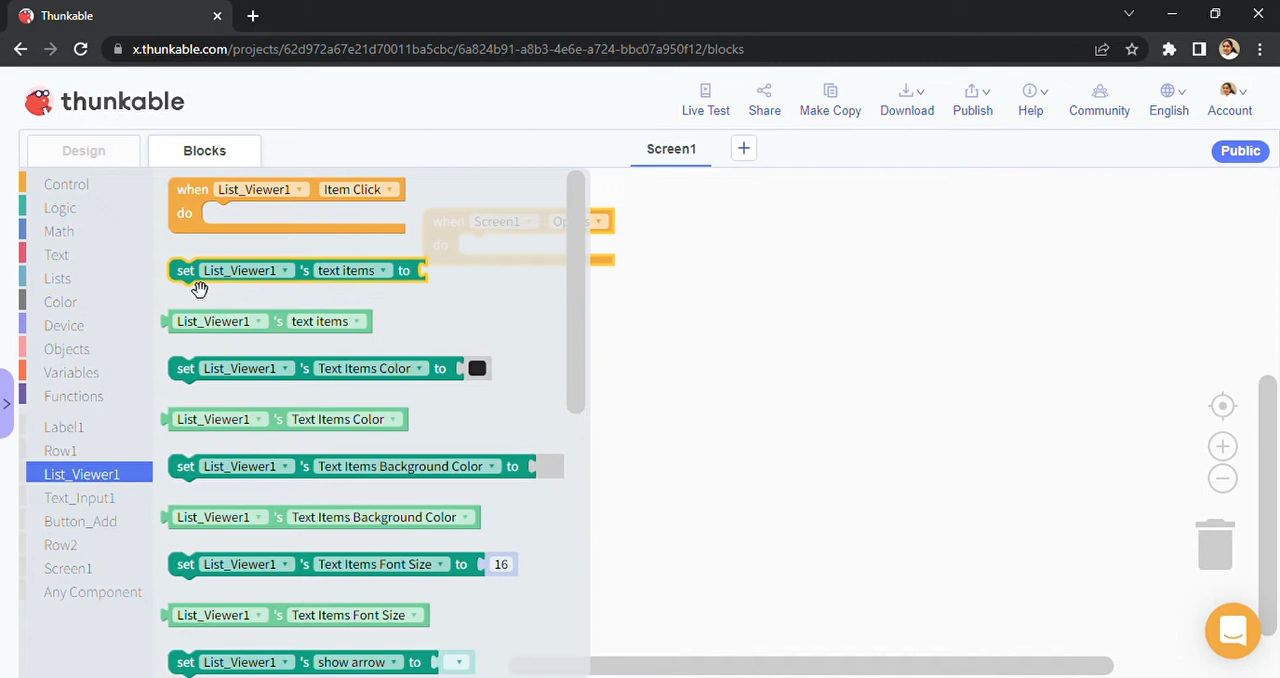 Thunkable
x.thunkable.com/projects/62d972a67e21d70011ba5cbc/6a824b91-a8b3-4e6e-a724-bbc07a950f12/blocks
thunkable
Live Test
Share
Make Copy
Download
Publish
Help
Community
English
Account
Design
Blocks
Screen1
Public
Control
Logic
Math
Text
Lists
Color
Device
Objects
Variables
Functions
Label1
Row1
List_Viewer1
Text_Input1
Button_Add
Row2
Screen1
Any Component
when List_Viewer1 Item Click
do
when Screen1 Opens
do
set List_Viewer1 's text items to
List_Viewer1 's text items
set List_Viewer1 's Text Items Color to
List_Viewer1 's Text Items Color
set List_Viewer1 's Text Items Background Color to
List_Viewer1 's Text Items Background Color
set List_Viewer1 's Text Items Font Size to 16
List_Viewer1 's Text Items Font Size
set List_Viewer1 's show arrow to